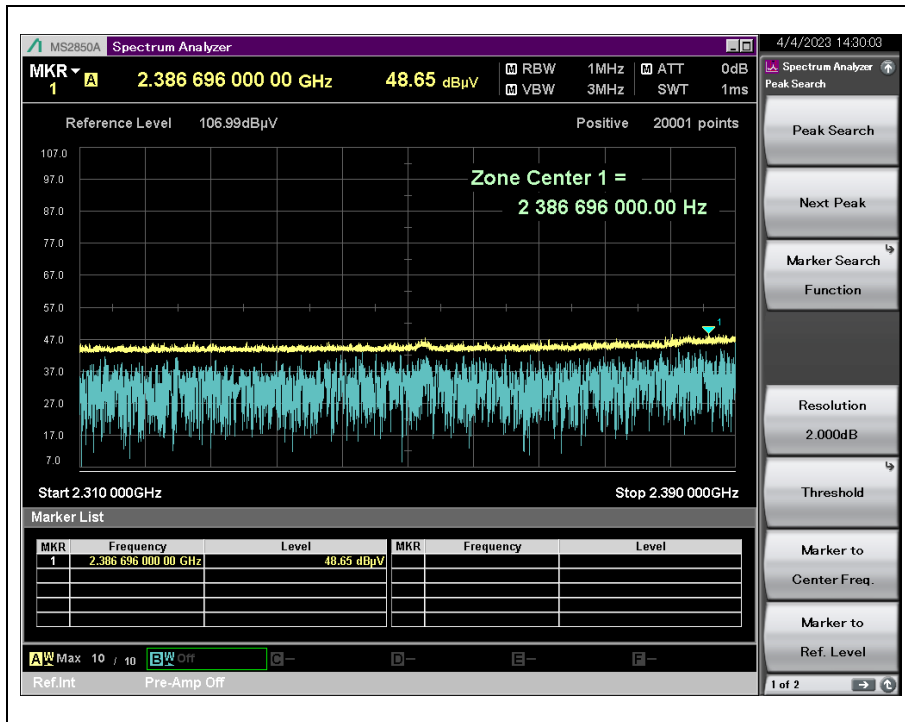 MS2850A Spectrum Analyzer
4/4/2023 14:30:03
MKR A 2.386 696 000 00 GHz 48.65 dBµV M RBW 1MHz M ATT 0dB
1 M VBW 3MHz SWT 1ms
Reference Level 106.99dBµV Positive 20001 points
107.0
97.0
87.0
77.0
67.0
57.0
47.0
37.0
27.0
17.0
7.0
Zone Center 1 =
2 386 696 000.00 Hz
1
Start 2.310 000GHz Stop 2.390 000GHz
Marker List
MKR Frequency Level MKR Frequency Level
1 2.386 696 000 00 GHz 48.65 dBµV
A W Max 10 / 10 B W Off C – D – E – F –
Ref.Int Pre-Amp Off
Spectrum Analyzer
Peak Search
Peak Search
Next Peak
Marker Search
Function
Resolution
2.000dB
Threshold
Marker to
Center Freq.
Marker to
Ref. Level
1 of 2